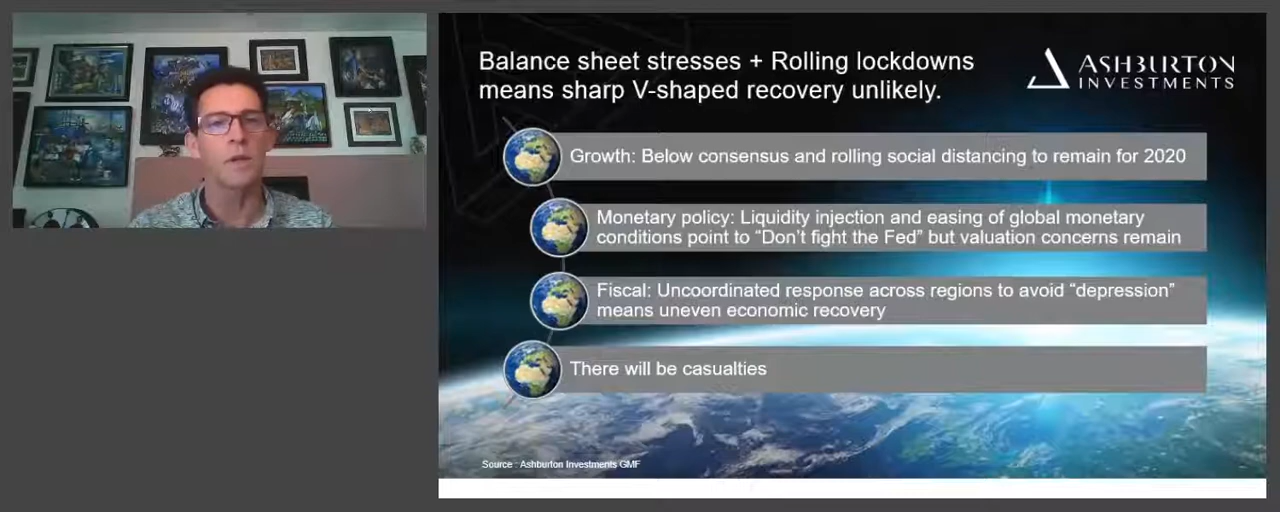 Balance sheet stresses + Rolling lockdowns
means sharp V-shaped recovery unlikely.
ASHBURTON
INVESTMENTS
Growth: Below consensus and rolling social distancing to remain for 2020
Monetary policy: Liquidity injection and easing of global monetary
conditions point to “Don’t fight the Fed” but valuation concerns remain
Fiscal: Uncoordinated response across regions to avoid “depression”
means uneven economic recovery
There will be casualties
Source : Ashburton Investments GMF